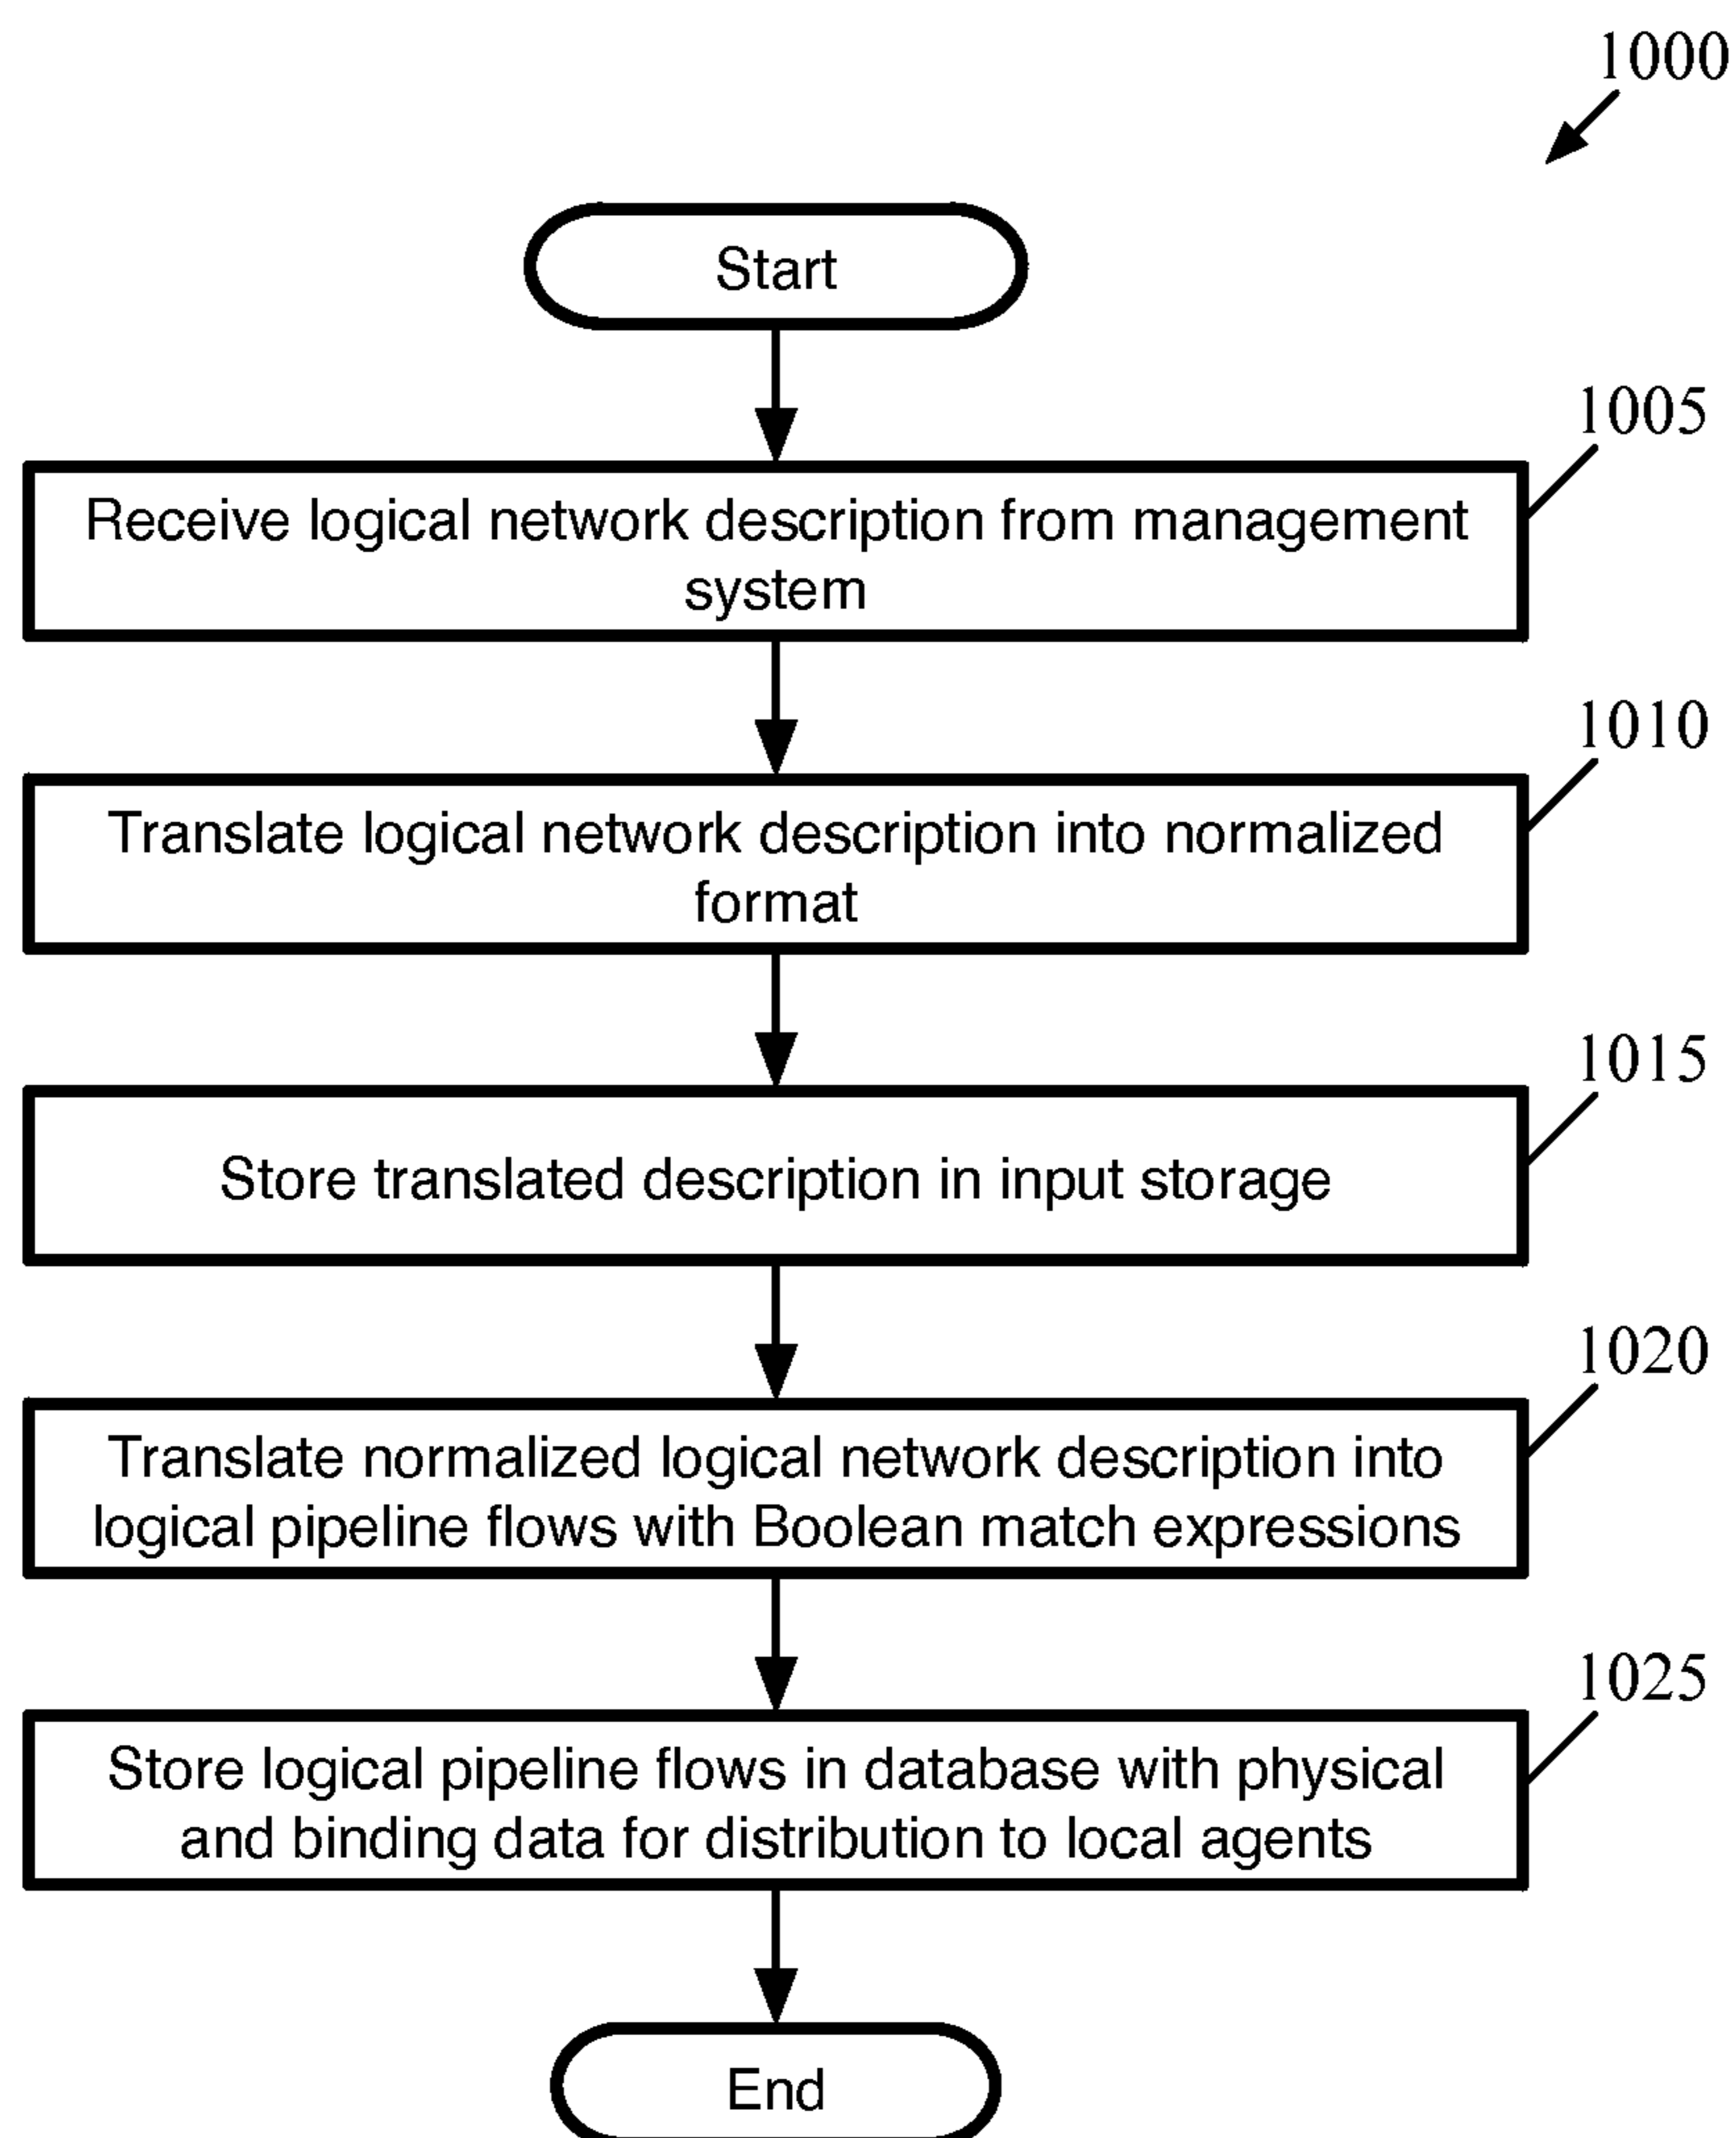 1000
Start
1005
Receive logical network description from management
system
1010
Translate logical network description into normalized
format
1015
Store translated description in input storage
1020
Translate normalized logical network description into
logical pipeline flows with Boolean match expressions
1025
Store logical pipeline flows in database with physical
and binding data for distribution to local agents
End